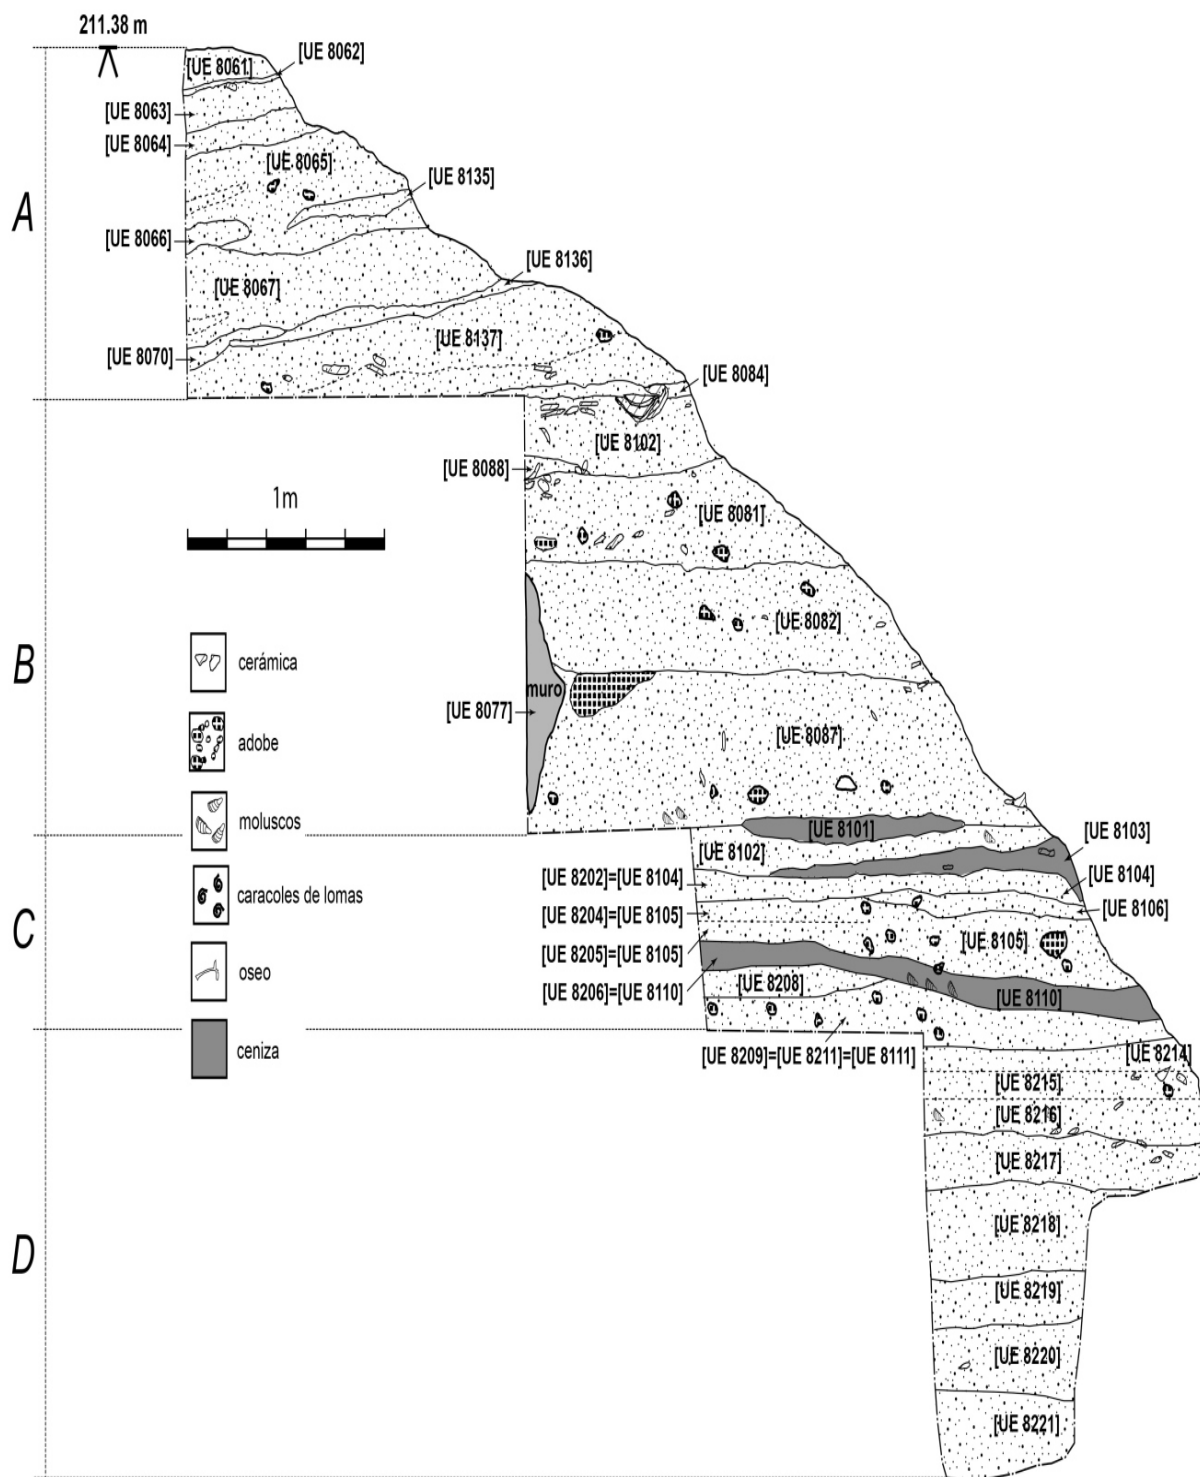 211.38 m
[UE 8061]
[UE 8062]
[UE 8063]
[UE 8064]
[UE 8065]
[UE 8135]
A
[UE 8066]
[UE 8136]
[UE 8067]
[UE 8137]
[UE 8070]
[UE 8084]
[UE 8102]
[UE 8088]
1m
[UE 8081]
[UE 8082]
B
cerámica
muro
[UE 8077]
adobe
[UE 8087]
moluscos
[UE 8101]
[UE 8103]
[UE 8102]
[UE 8202]=[UE 8104]
[UE 8104]
caracoles de lomas
[UE 8204]=[UE 8105]
[UE 8106]
C
[UE 8105]
[UE 8205]=[UE 8105]
oseo
[UE 8206]=[UE 8110]
[UE 8208]
[UE 8110]
ceniza
[UE 8209]=[UE 8211]=[UE 8111]
[UE 8214]
[UE 8215]
[UE 8216]
[UE 8217]
[UE 8218]
D
[UE 8219]
[UE 8220]
[UE 8221]